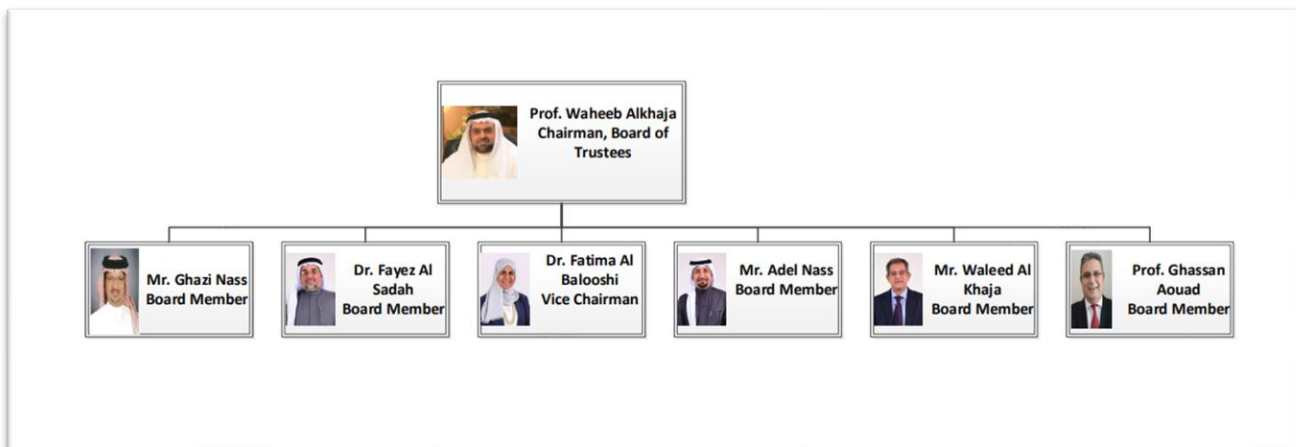 Prof. Waheeb Alkhaja
Chairman, Board of
Trustees
Mr. Ghazi Nass
Board Member
Dr. Fayez Al
Sadah
Board Member
Dr. Fatima Al
Balooshi
Vice Chairman
Mr. Adel Nass
Board Member
Mr. Waleed Al
Khaja
Board Member
Prof. Ghassan
Aouad
Board Member